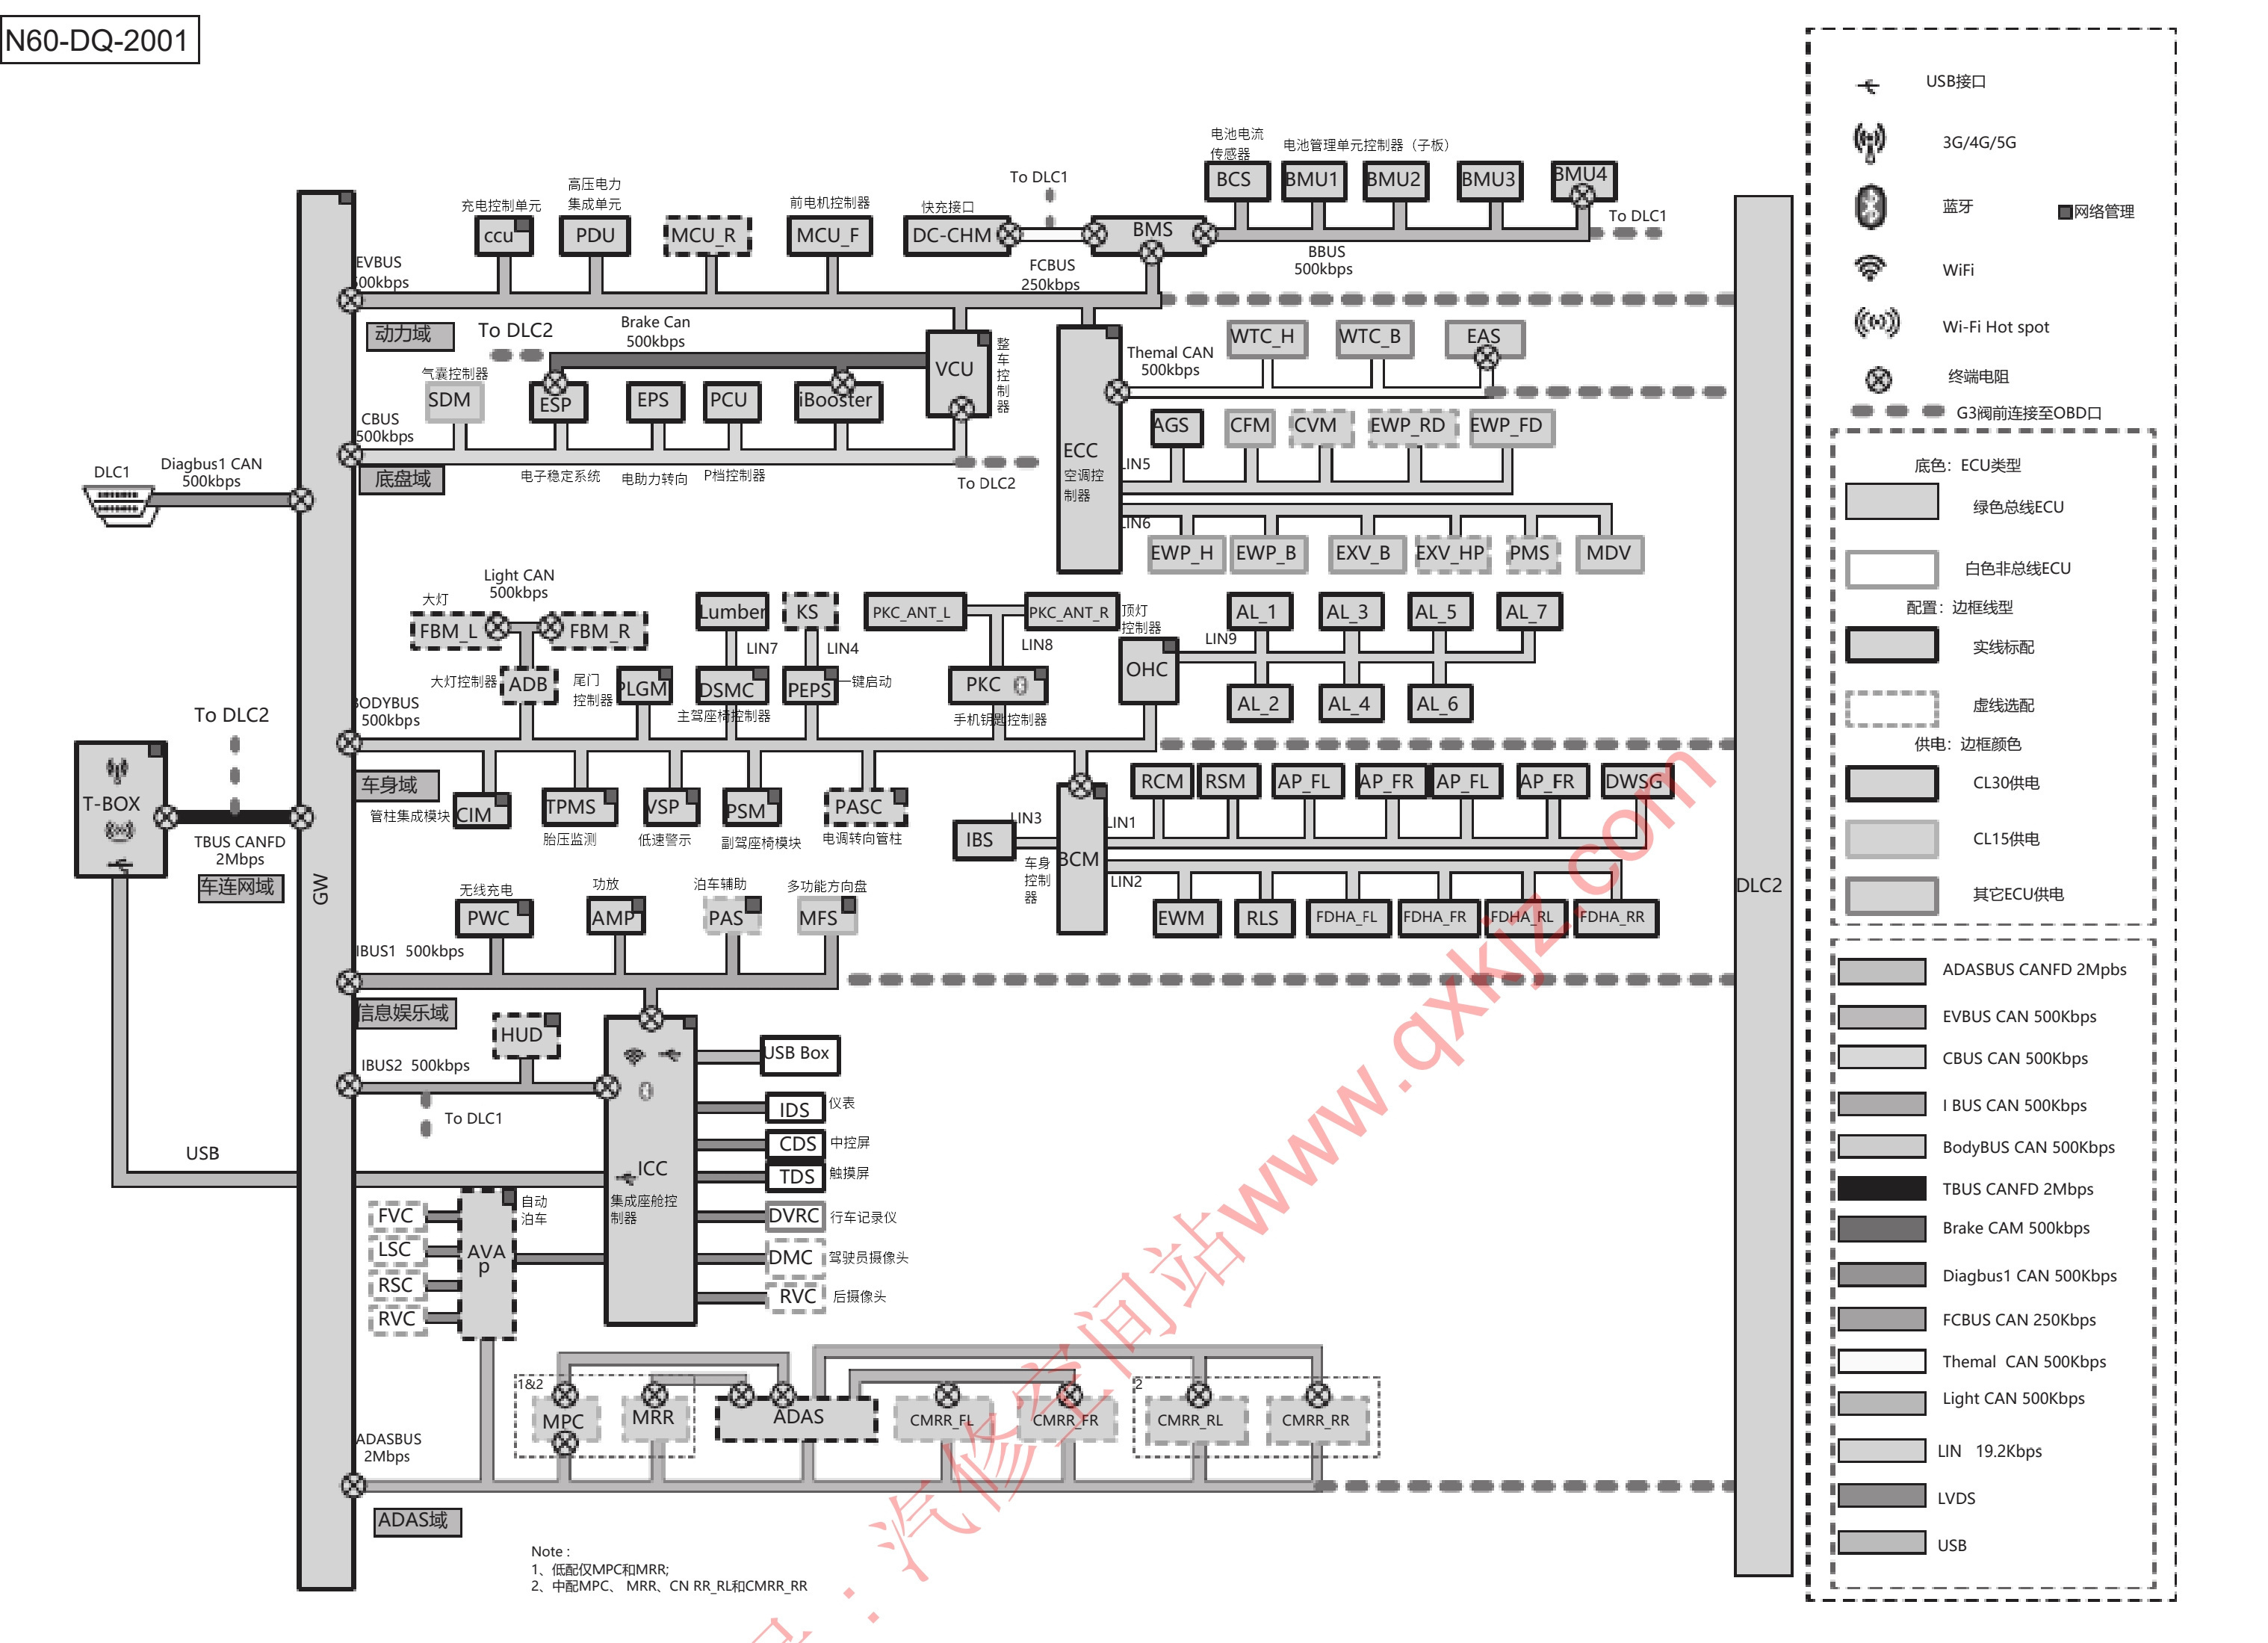 N60-DQ-2001
USB接口
3G/4G/5G
蓝牙
网络管理
WiFi
Wi-Fi Hot spot
终端电阻
G3阀前连接至OBD口
底色：ECU类型
绿色总线ECU
白色非总线ECU
配置：边框线型
实线标配
虚线选配
供电：边框颜色
CL30供电
CL15供电
其它ECU供电
ADASBUS CANFD 2Mpbs
EVBUS CAN 500Kbps
CBUS CAN 500Kbps
I BUS CAN 500Kbps
BodyBUS CAN 500Kbps
TBUS CANFD 2Mbps
Brake CAM 500kbps
Diagbus1 CAN 500Kbps
FCBUS CAN 250Kbps
Themal CAN 500Kbps
Light CAN 500Kbps
LIN 19.2Kbps
LVDS
USB
电池电流
传感器
电池管理单元控制器（子板）
BCS
BMU1
BMU2
BMU3
BMU4
To DLC1
To DLC1
充电控制单元
高压电力
集成单元
前电机控制器
快充接口
ccu
PDU
MCU_R
MCU_F
DC-CHM
BMS
EVBUS
500kbps
FCBUS
250kbps
BBUS
500kbps
动力域
To DLC2
Brake Can
500kbps
VCU
整车控制器
气囊控制器
SDM
ESP
EPS
PCU
iBooster
CBUS
500kbps
底盘域
电子稳定系统
电助力转向
P档控制器
To DLC2
ECC
空调控
制器
Themal CAN
500kbps
WTC_H
WTC_B
EAS
AGS
CFM
CVM
EWP_RD
EWP_FD
LIN5
LIN6
EWP_H
EWP_B
EXV_B
EXV_HP
PMS
MDV
DLC1
Diagbus1 CAN
500kbps
GW
DLC2
Light CAN
500kbps
大灯
FBM_L
FBM_R
大灯控制器
ADB
尾门
控制器
PLGM
Lumber
LIN7
DSMC
主驾座椅控制器
KS
LIN4
PEPS
一键启动
PKC_ANT_L
PKC_ANT_R
LIN8
PKC
手机钥匙控制器
顶灯
控制器
OHC
LIN9
AL_1
AL_3
AL_5
AL_7
AL_2
AL_4
AL_6
BODYBUS
500kbps
车身域
管柱集成模块
CIM
TPMS
胎压监测
VSP
低速警示
PSM
副驾座椅模块
PASC
电调转向管柱
IBS
LIN3
车身
控制
器
BCM
LIN1
LIN2
RCM
RSM
AP_FL
AP_FR
AP_FL
AP_FR
DWSG
EWM
RLS
FDHA_FL
FDHA_FR
FDHA_RL
FDHA_RR
To DLC2
T-BOX
TBUS CANFD
2Mbps
车连网域
无线充电
功放
泊车辅助
多功能方向盘
PWC
AMP
PAS
MFS
IBUS1 500kbps
信息娱乐域
HUD
IBUS2 500kbps
To DLC1
USB
ICC
集成座舱控
制器
USB Box
IDS
仪表
CDS
中控屏
TDS
触摸屏
DVRC
行车记录仪
DMC
驾驶员摄像头
RVC
后摄像头
FVC
LSC
RSC
RVC
AVA
p
自动
泊车
1&2
MPC
MRR
ADAS
CMRR_FL
CMRR_FR
2
CMRR_RL
CMRR_RR
ADASBUS
2Mbps
ADAS域
Note :
1、低配仅MPC和MRR;
2、中配MPC、 MRR、CN RR_RL和CMRR_RR
：汽修空间站www.qxkjz.com